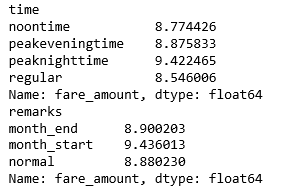 time
noontime 8.774426
peakeveningtime 8.875833
peaknighttime 9.422465
regular 8.546006
Name: fare_amount, dtype: float64
remarks
month_end 8.900203
month_start 9.436013
normal 8.880230
Name: fare_amount, dtype: float64